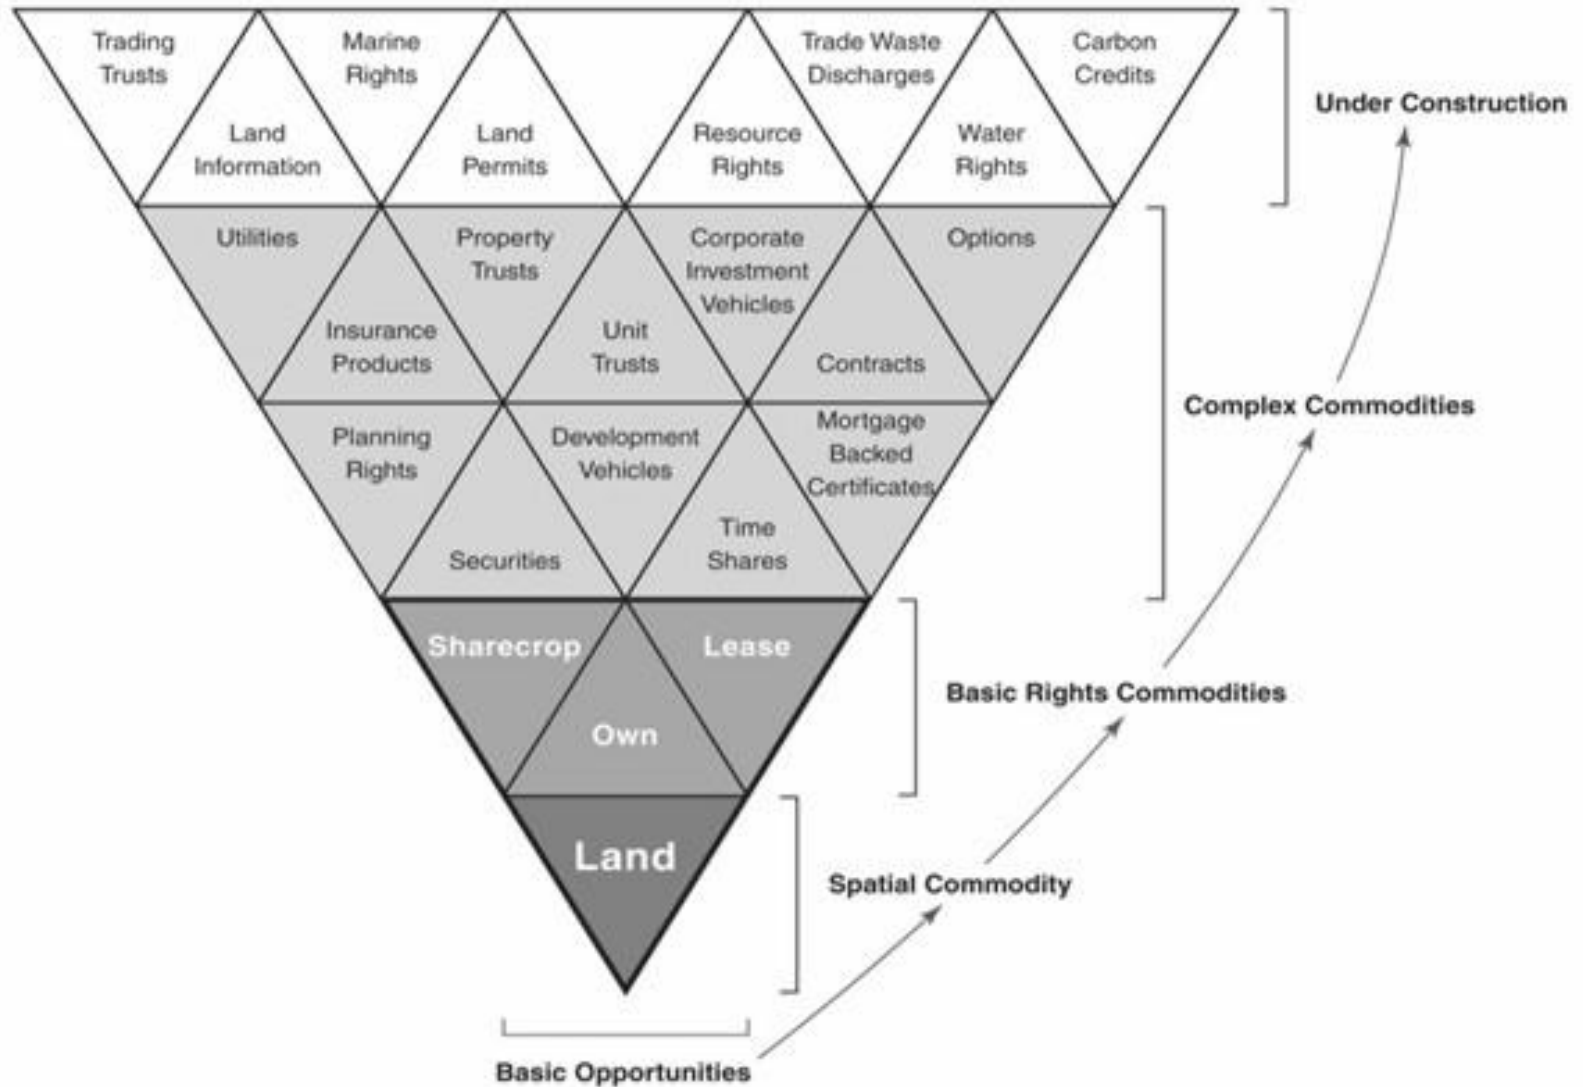 Trading
Trusts
Marine
Rights
Trade Waste
Discharges
Carbon
Credits
Under Construction
Land
Information
Land
Permits
Resource
Rights
Water
Rights
Utilities
Property
Trusts
Corporate
Investment
Vehicles
Options
Insurance
Products
Unit
Trusts
Contracts
Complex Commodities
Planning
Rights
Development
Vehicles
Mortgage
Backed
Certificates
Securities
Time
Shares
Sharecrop
Lease
Basic Rights Commodities
Own
Land
Spatial Commodity
Basic Opportunities